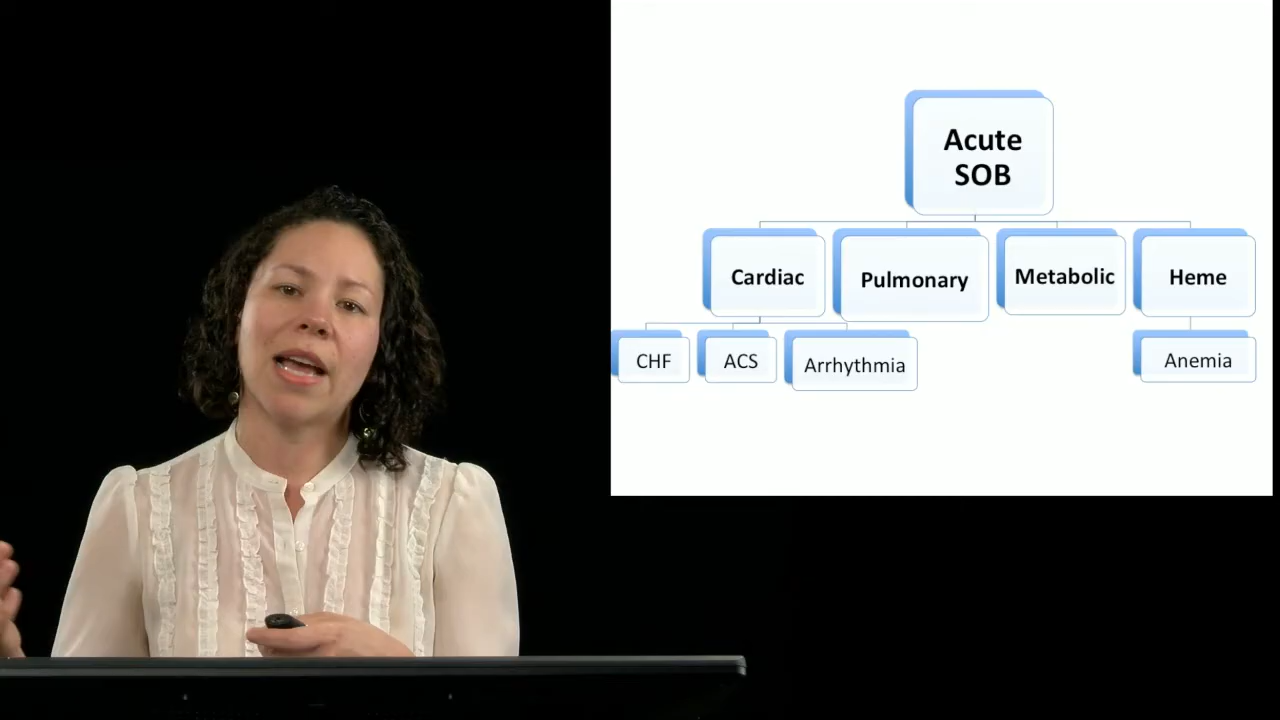 Acute
SOB
Cardiac
Pulmonary
Metabolic
Heme
CHF
ACS
Arrhythmia
Anemia